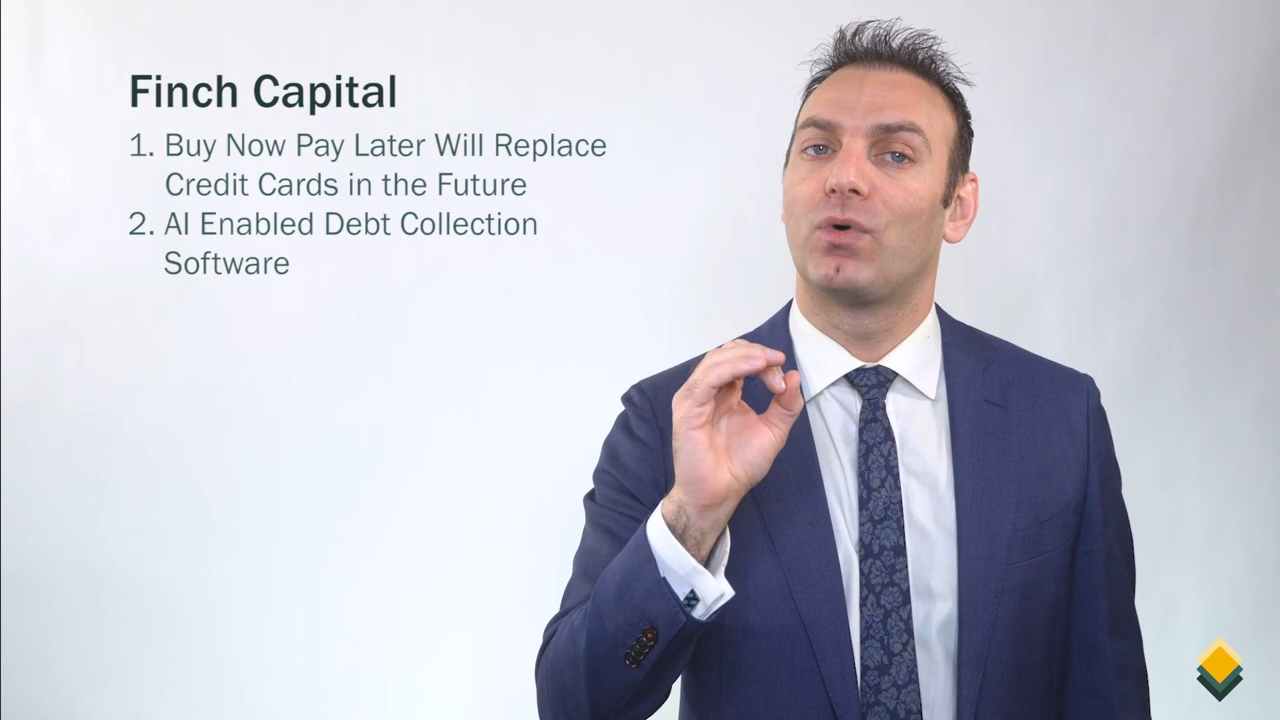 Finch Capital
1. Buy Now Pay Later Will Replace
Credit Cards in the Future
2. AI Enabled Debt Collection
Software